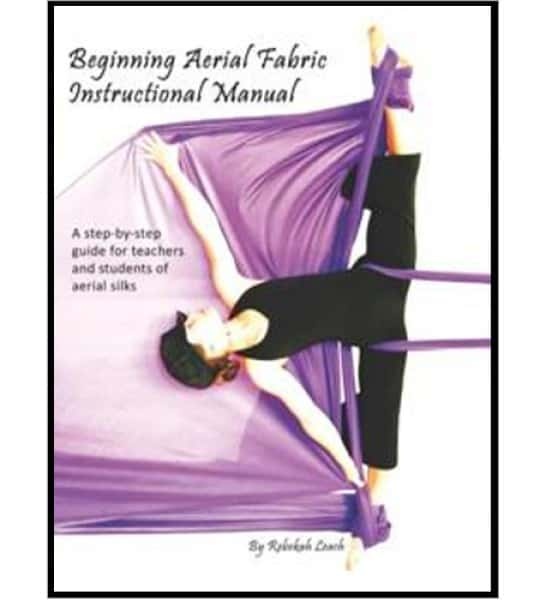 Beginning Aerial Fabric
Instructional Manual
A step-by-step
guide for teachers
and students of
aerial silks
By Rebekah Leach